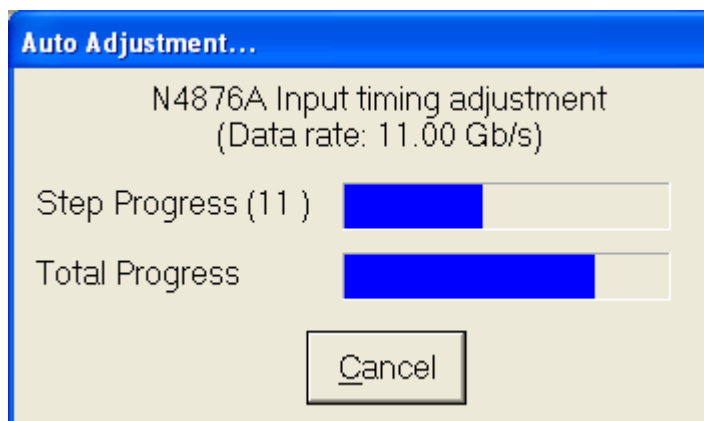 Auto Adjustment...
N4876A Input timing adjustment
(Data rate: 11.00 Gb/s)
Step Progress (11 )
Total Progress
Cancel